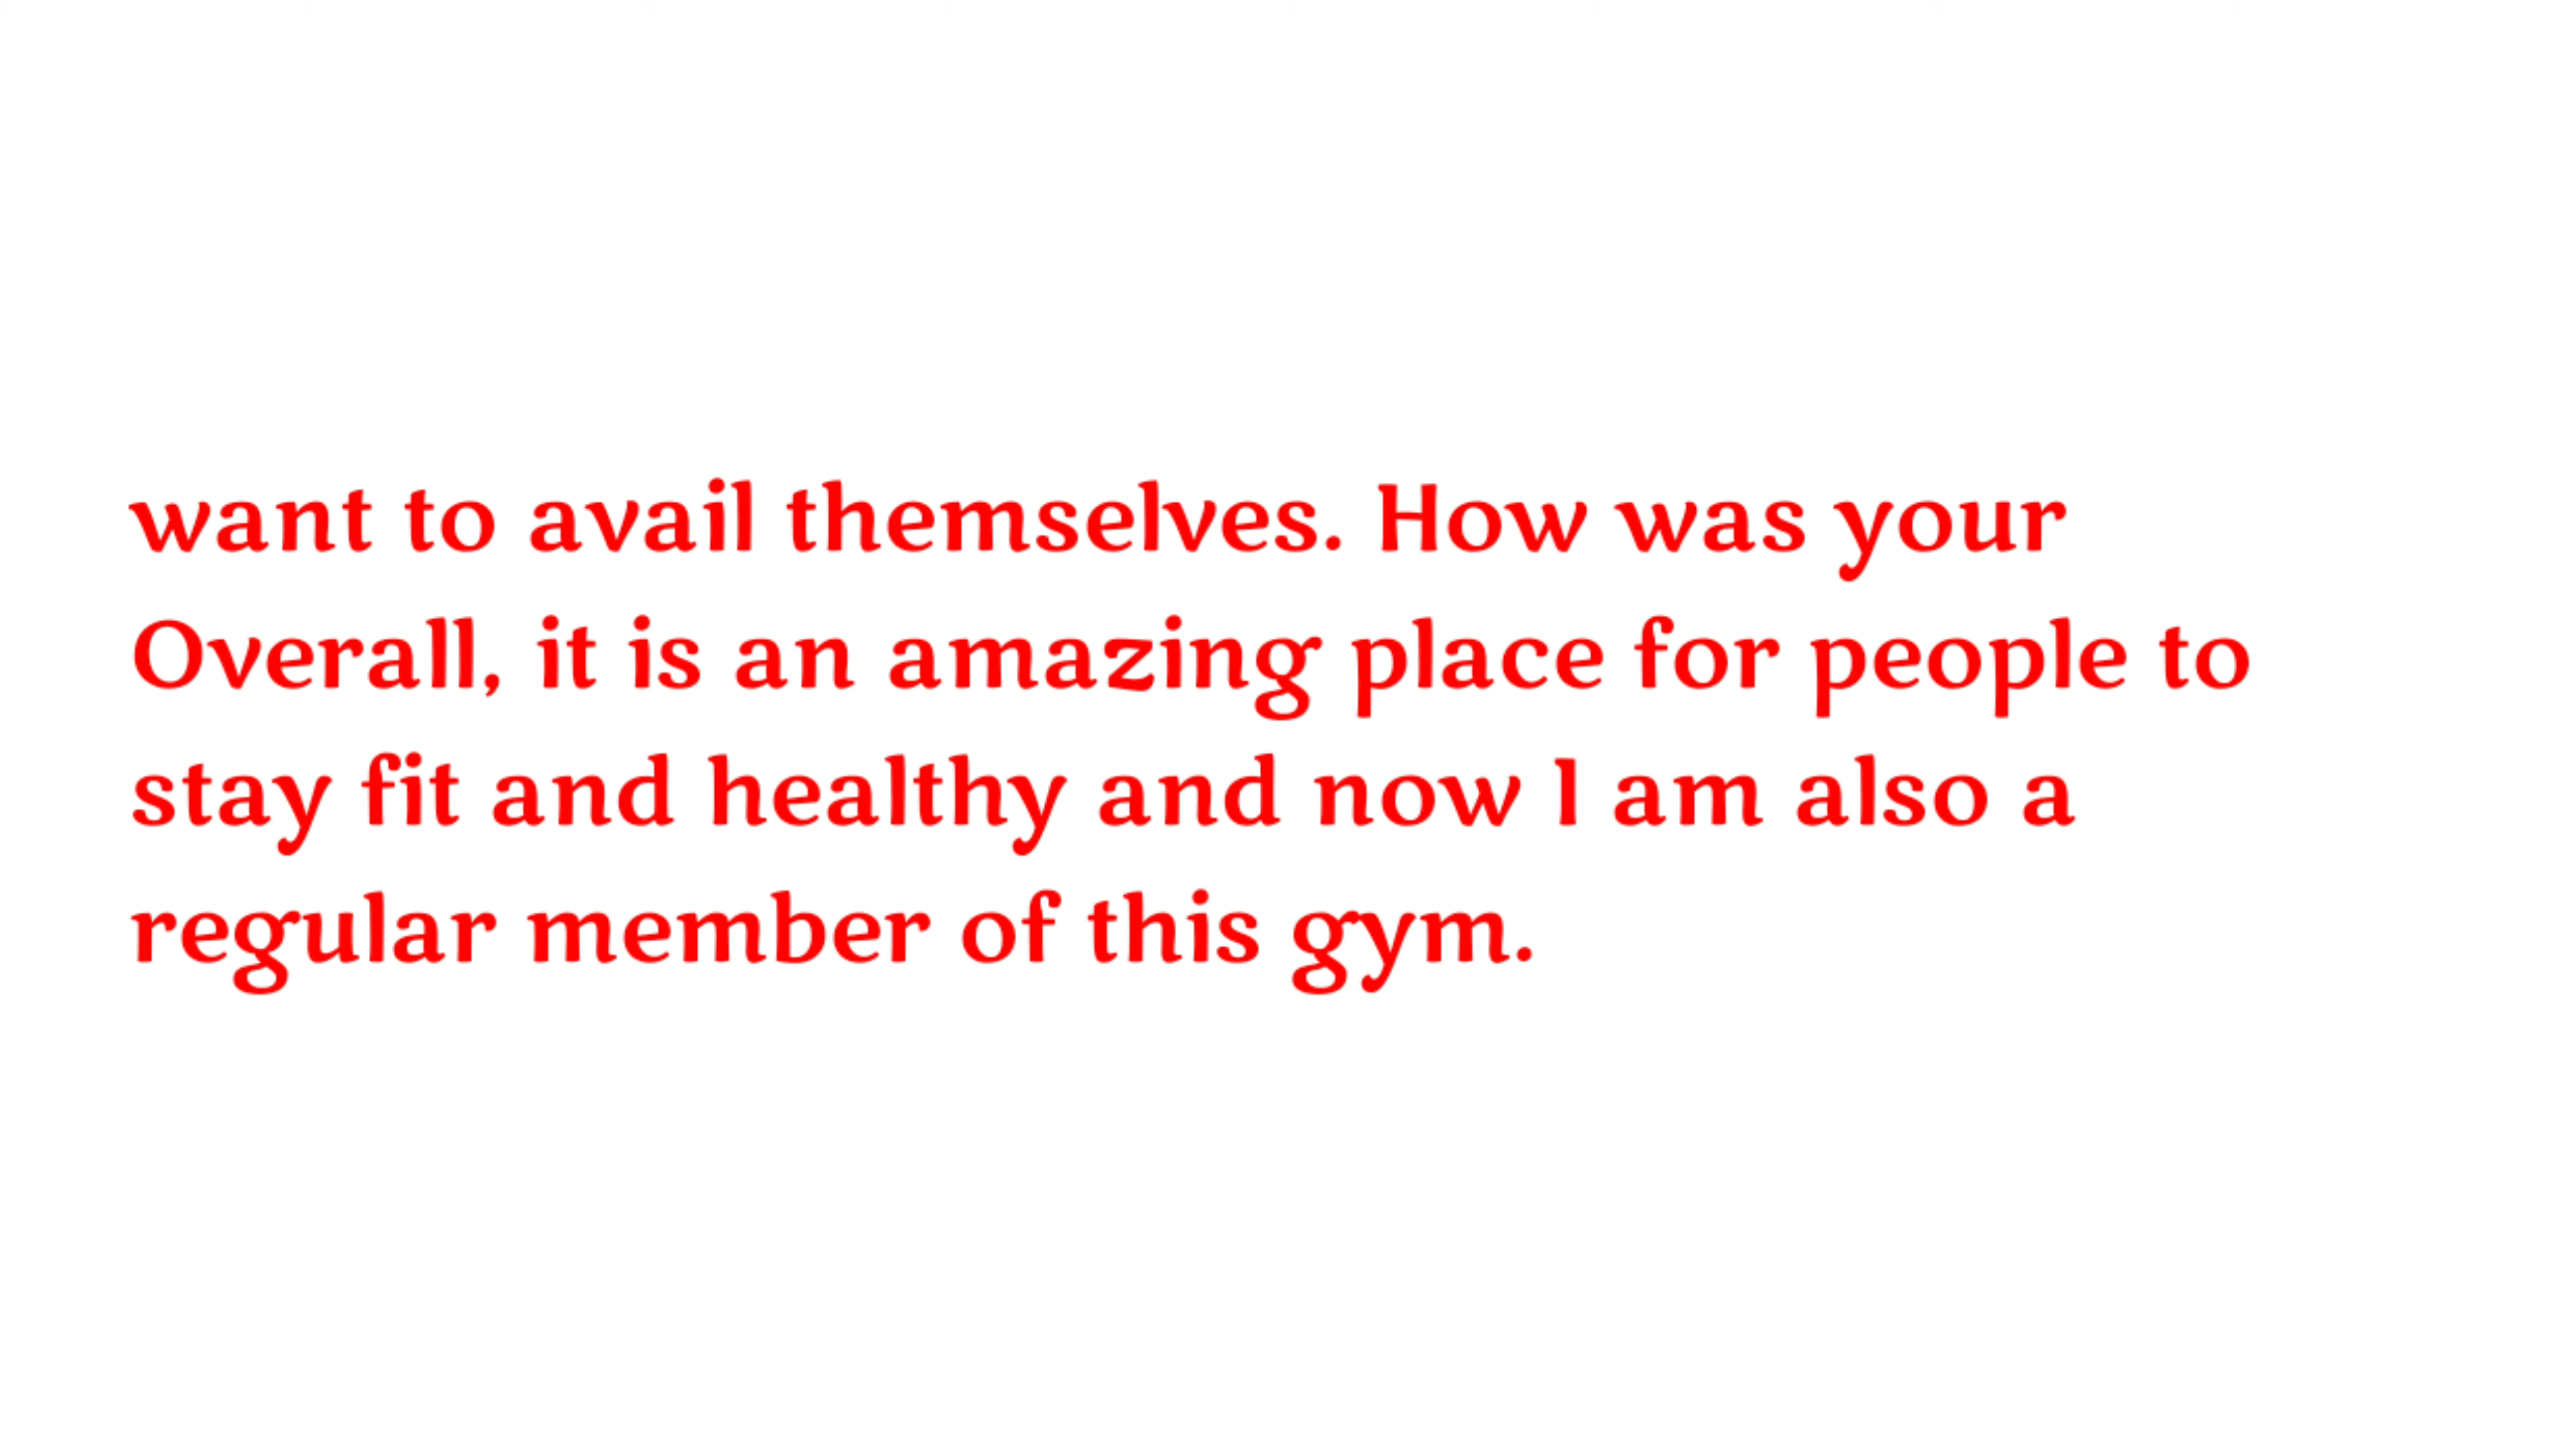 want to avail themselves. How was your
Overall, it is an amazing place for people to
stay fit and healthy and now I am also a
regular member of this gym.